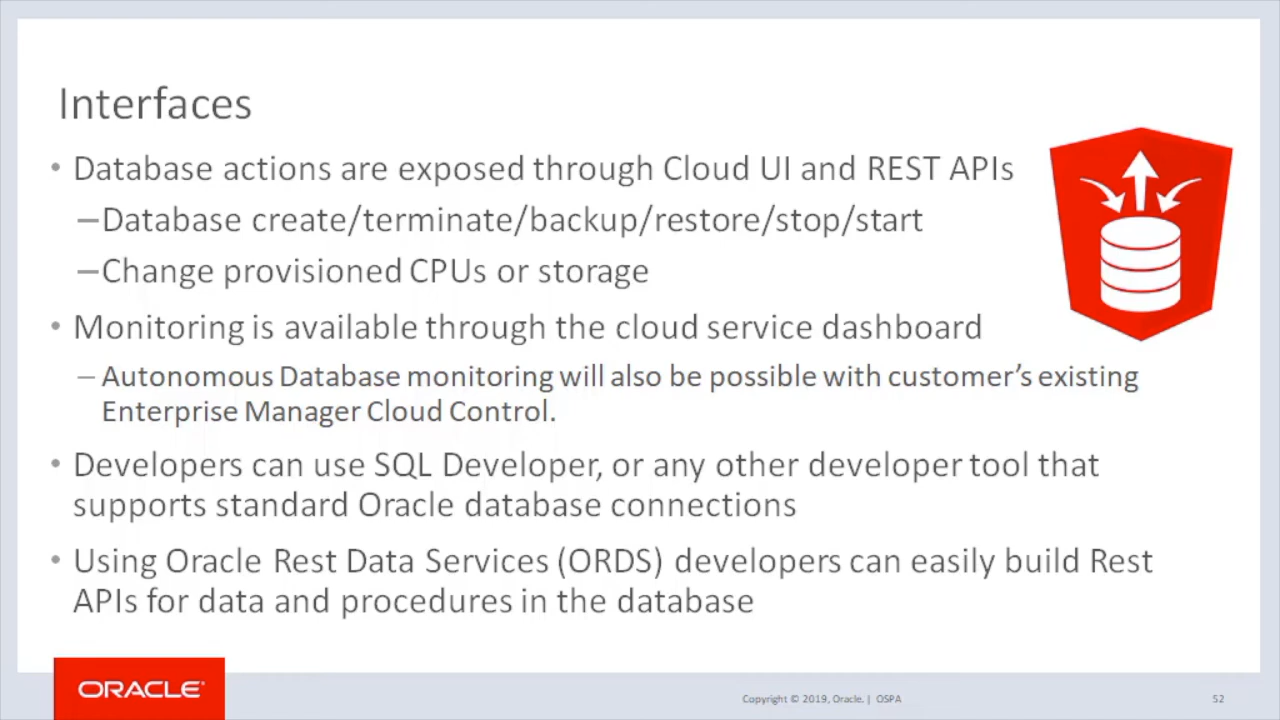 Interfaces
• Database actions are exposed through Cloud UI and REST APIs
–Database create/terminate/backup/restore/stop/start
–Change provisioned CPUs or storage
• Monitoring is available through the cloud service dashboard
– Autonomous Database monitoring will also be possible with customer’s existing
Enterprise Manager Cloud Control.
• Developers can use SQL Developer, or any other developer tool that
supports standard Oracle database connections
• Using Oracle Rest Data Services (ORDS) developers can easily build Rest
APIs for data and procedures in the database
ORACLE®
Copyright © 2019, Oracle. | OSPA
52